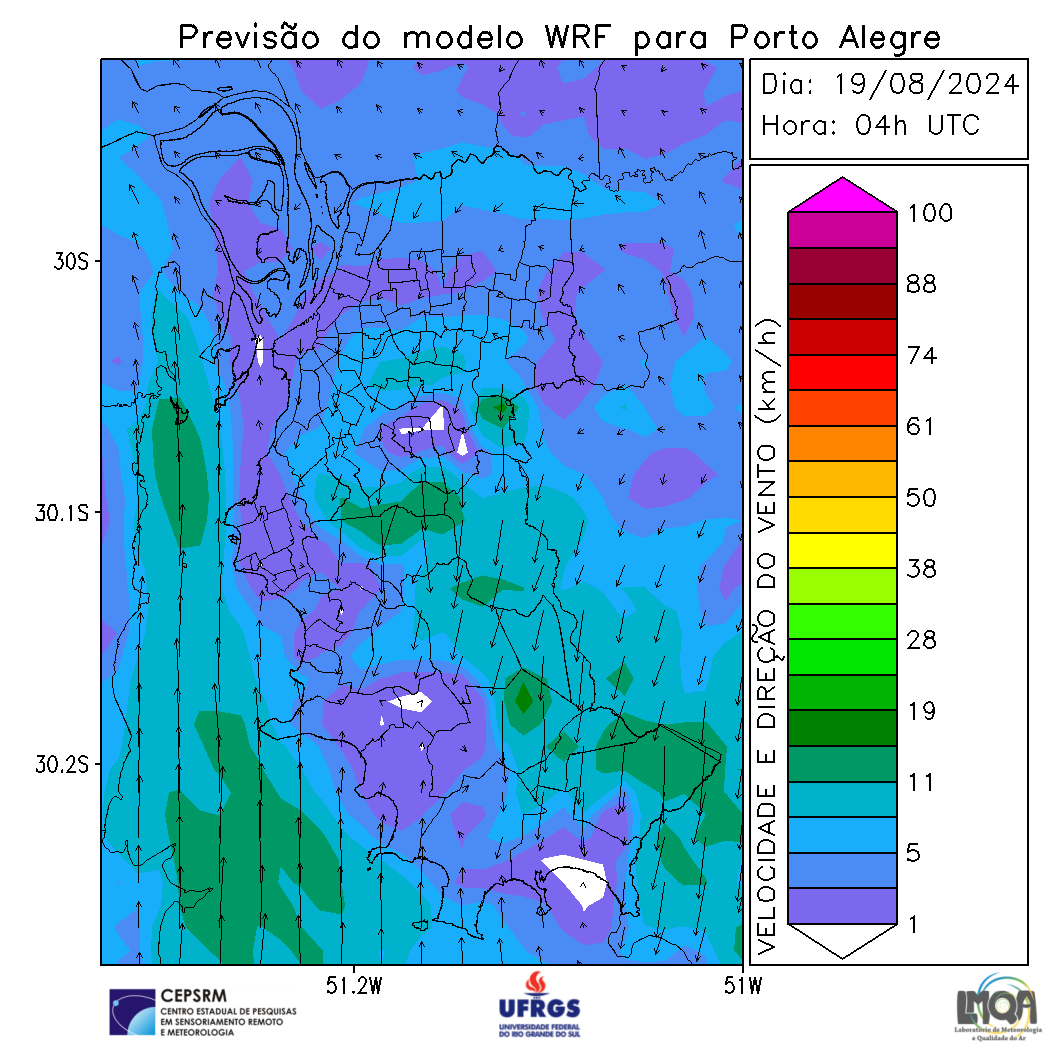 Previsão do modelo WRF para Porto Alegre
Dia: 19/08/2024
Hora: 04h UTC
30S
30.1S
30.2S
51.2W
51W
VELOCIDADE E DIREÇÃO DO VENTO (km/h)
100
88
74
61
50
38
28
19
11
5
1
CEPSRM
CENTRO ESTADUAL DE PESQUISAS
EM SENSORIAMENTO REMOTO
E METEOROLOGIA
UFRGS
UNIVERSIDADE FEDERAL
DO RIO GRANDE DO SUL
LMQA
Laboratório de Meteorologia
e Qualidade do Ar